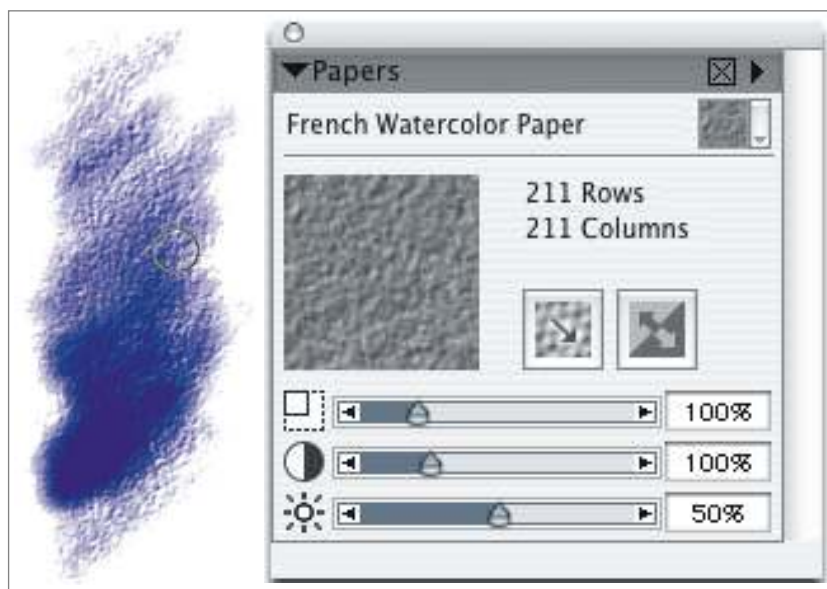 Papers
French Watercolor Paper
211 Rows
211 Columns
100%
100%
50%